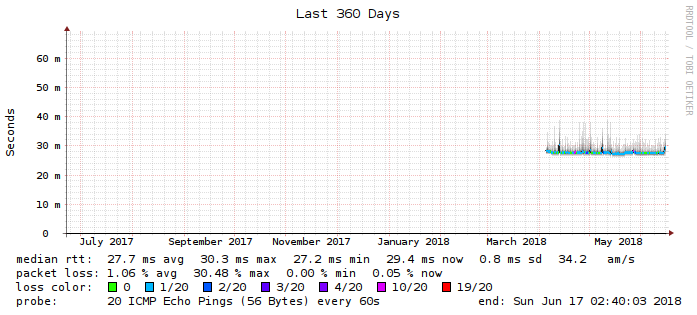 Last 360 Days
RRDTOOL / TOBI OETIKER
Seconds
60 m
50 m
40 m
30 m
20 m
10 m
0
July 2017 September 2017 November 2017 January 2018 March 2018 May 2018
median rtt: 27.7 ms avg 30.3 ms max 27.2 ms min 29.4 ms now 0.8 ms sd 34.2 am/s
packet loss: 1.06 % avg 30.48 % max 0.00 % min 0.05 % now
loss color: 0 1/20 2/20 3/20 4/20 10/20 19/20
probe: 20 ICMP Echo Pings (56 Bytes) every 60s end: Sun Jun 17 02:40:03 2018